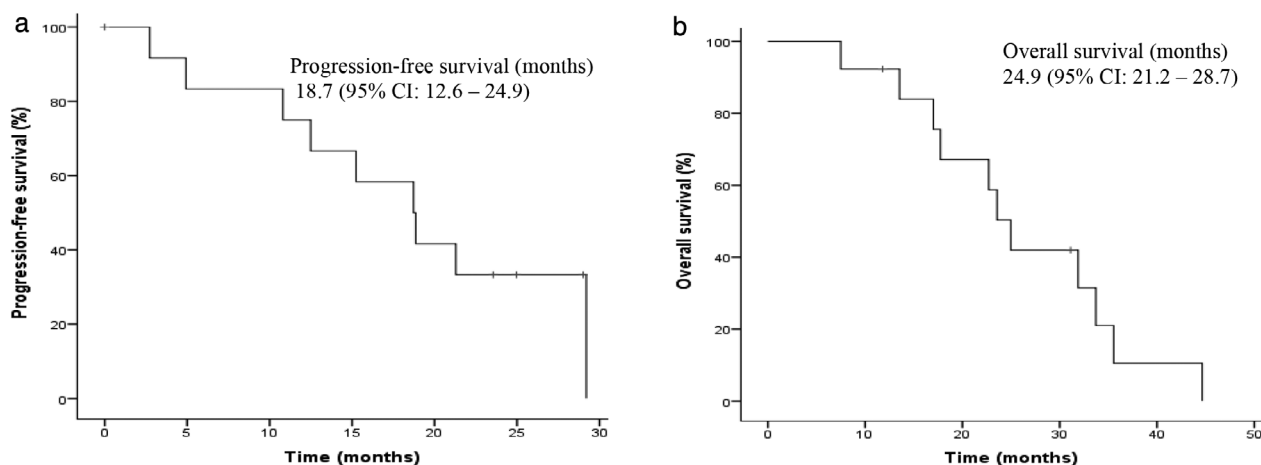 a
Progression-free survival (months)
18.7 (95% CI: 12.6 – 24.9)
Progression-free survival (%)
100
80
60
40
20
0
0 5 10 15 20 25 30
Time (months)
b
Overall survival (months)
24.9 (95% CI: 21.2 – 28.7)
Overall survival (%)
100
80
60
40
20
0
0 10 20 30 40 50
Time (months)